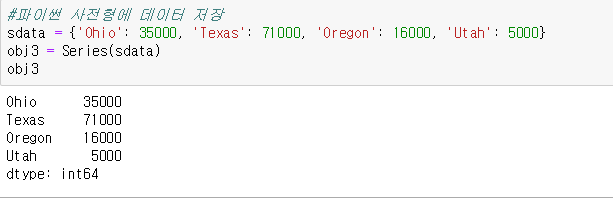 #파이썬 사전형에 데이터 저장
sdata = {'Ohio': 35000, 'Texas': 71000, 'Oregon': 16000, 'Utah': 5000}
obj3 = Series(sdata)
obj3
Ohio 35000
Texas 71000
Oregon 16000
Utah 5000
dtype: int64